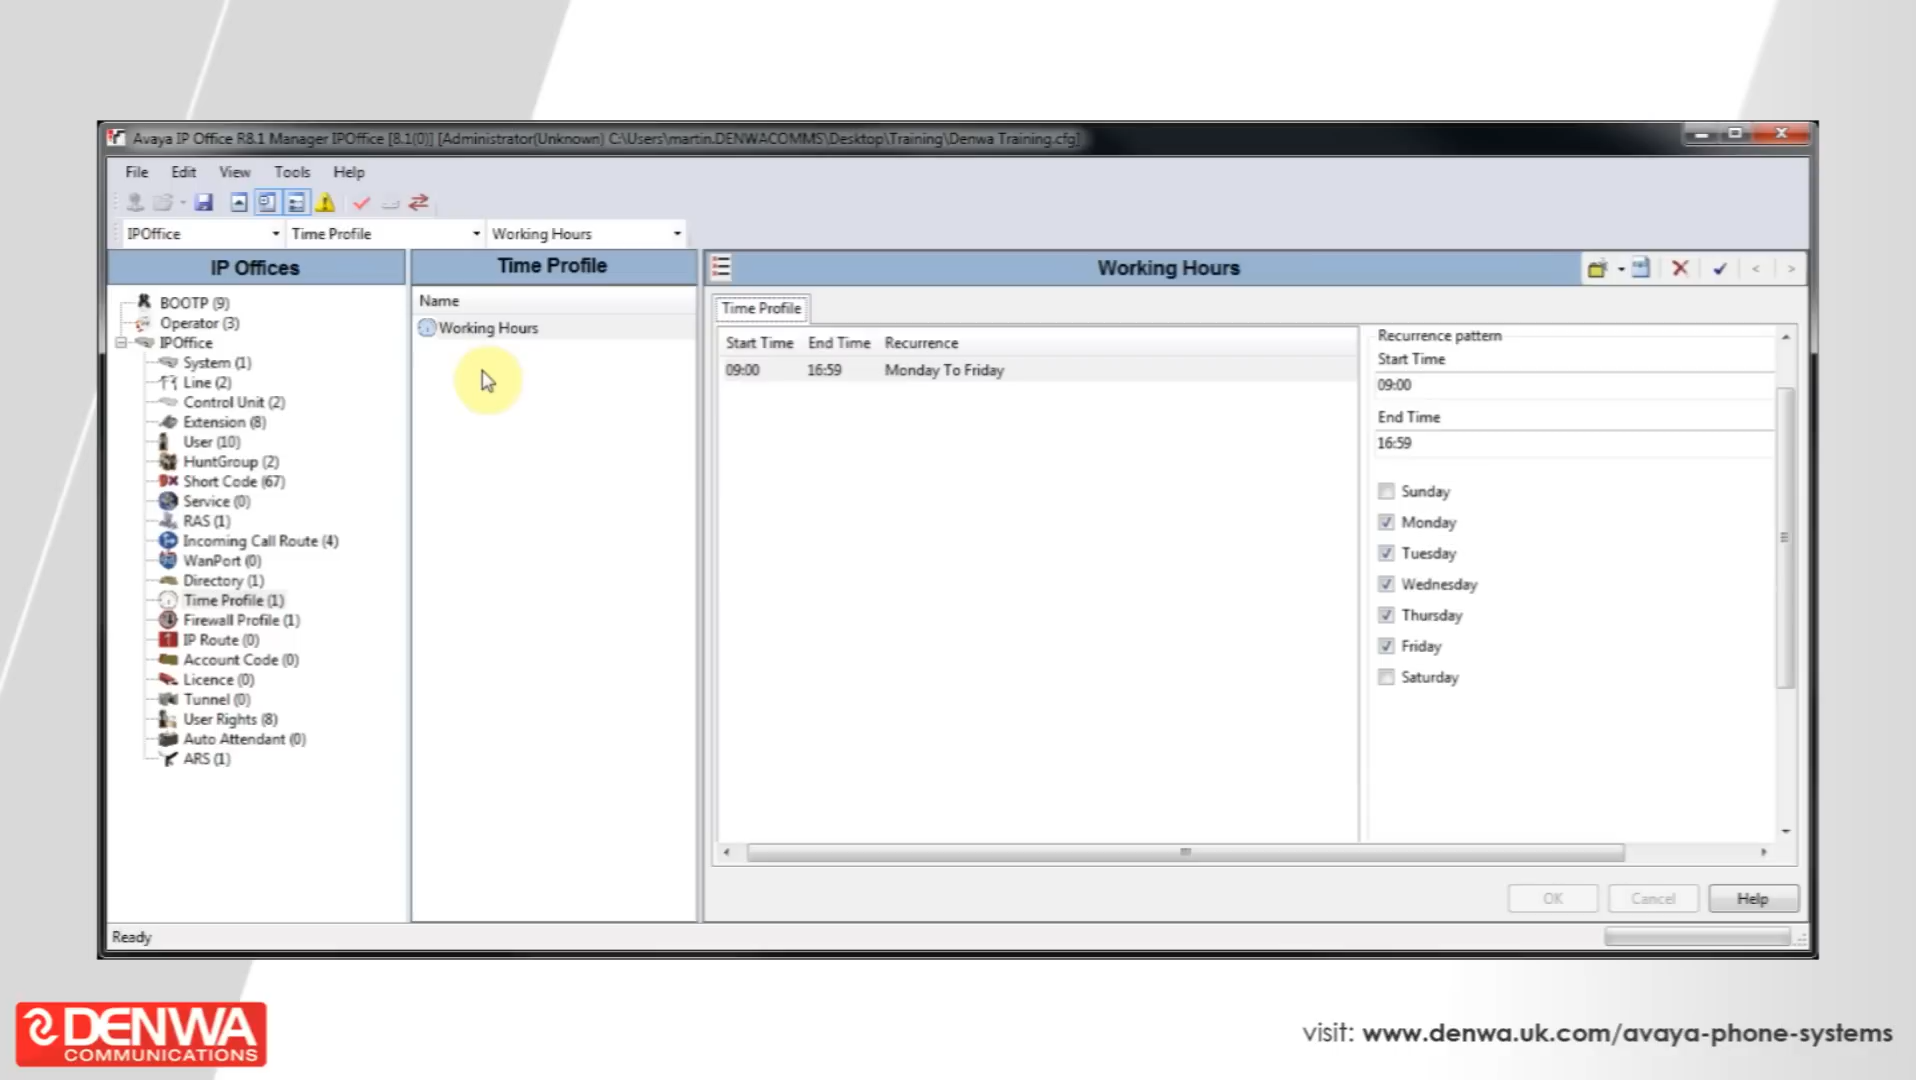 Avaya IP Office R8.1 Manager IPOffice [8.1(0)] [Administrator(Unknown) C:\Users\martin.DENWACOMMS\Desktop\Training\Denwa Training.cfg]
File Edit View Tools Help
IPOffice Time Profile Working Hours
IP Offices
BOOTP (9)
Operator (3)
IPOffice
System (1)
Line (2)
Control Unit (2)
Extension (8)
User (10)
HuntGroup (2)
Short Code (67)
Service (0)
RAS (1)
Incoming Call Route (4)
WanPort (0)
Directory (1)
Time Profile (1)
Firewall Profile (1)
IP Route (0)
Account Code (0)
Licence (0)
Tunnel (0)
User Rights (8)
Auto Attendant (0)
ARS (1)
Time Profile
Name
Working Hours
Working Hours
Time Profile
Start Time End Time Recurrence
09:00 16:59 Monday To Friday
Recurrence pattern
Start Time
09:00
End Time
16:59
Sunday
Monday
Tuesday
Wednesday
Thursday
Friday
Saturday
OK Cancel Help
Ready
DENWA
COMMUNICATIONS
visit: www.denwa.uk.com/avaya-phone-systems